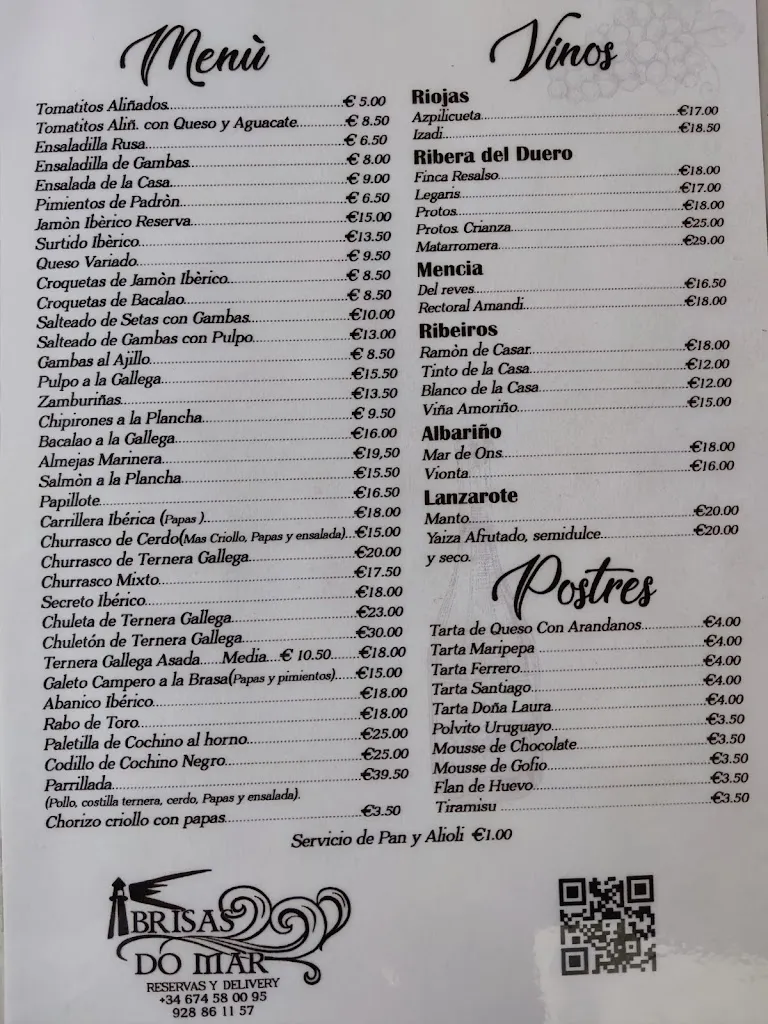 Menù
Tomatitos Aliñados € 5.00
Tomatitos Aliñ. con Queso y Aguacate € 8.50
Ensaladilla Rusa € 6.50
Ensaladilla de Gambas € 8.00
Ensalada de la Casa € 9.00
Pimientos de Padròn € 6.50
Jamòn Ibèrico Reserva €15.00
Surtido Ibèrico €13.50
Queso Variado € 9.50
Croquetas de Jamòn Ibèrico € 8.50
Croquetas de Bacalao € 8.50
Salteado de Setas con Gambas €10.00
Salteado de Gambas con Pulpo €13.00
Gambas al Ajillo € 8.50
Pulpo a la Gallega €15.50
Zamburiñas €13.50
Chipirones a la Plancha € 9.50
Bacalao a la Gallega €16.00
Almejas Marinera €19,50
Salmòn a la Plancha €15.50
Papillote €16.50
Carrillera Ibérica (Papas ) €18.00
Churrasco de Cerdo(Mas Criollo, Papas y ensalada) €15.00
Churrasco de Ternera Gallega €20.00
Churrasco Mixto €17.50
Secreto Ibérico €18.00
Chuleta de Ternera Gallega €23.00
Chuletón de Ternera Gallega €30.00
Ternera Gallega Asada Media € 10.50 €18.00
Galeto Campero a la Brasa(Papas y pimientos) €15.00
Abanico Ibérico €18.00
Rabo de Toro €18.00
Paletilla de Cochino al horno €25.00
Codillo de Cochino Negro €25.00
Parrillada €39.50
(Pollo, costilla ternera, cerdo, Papas y ensalada).
Chorizo criollo con papas €3.50
Vinos
Riojas
Azpilicueta €17.00
Izadi €18.50
Ribera del Duero
Finca Resalso €18.00
Legaris €17.00
Protos €18.00
Protos Crianza €25.00
Matarromera €29.00
Mencia
Del reves €16.50
Rectoral Amandi €18.00
Ribeiros
Ramòn de Casar €18.00
Tinto de la Casa €12.00
Blanco de la Casa €12.00
Viña Amoriño €15.00
Albariño
Mar de Ons €18.00
Vionta €16.00
Lanzarote
Manto €20.00
Yaiza Afrutado, semidulce €20.00
y seco.
Postres
Tarta de Queso Con Arandanos €4.00
Tarta Maripepa €4.00
Tarta Ferrero €4.00
Tarta Santiago €4.00
Tarta Doña Laura €4.00
Polvito Uruguayo €3.50
Mousse de Chocolate €3.50
Mousse de Gofio €3.50
Flan de Huevo €3.50
Tiramisu €3.50
Servicio de Pan y Alioli €1.00
BRISAS
DO MAR
RESERVAS Y DELIVERY
+34 674 58 00 95
928 86 11 57